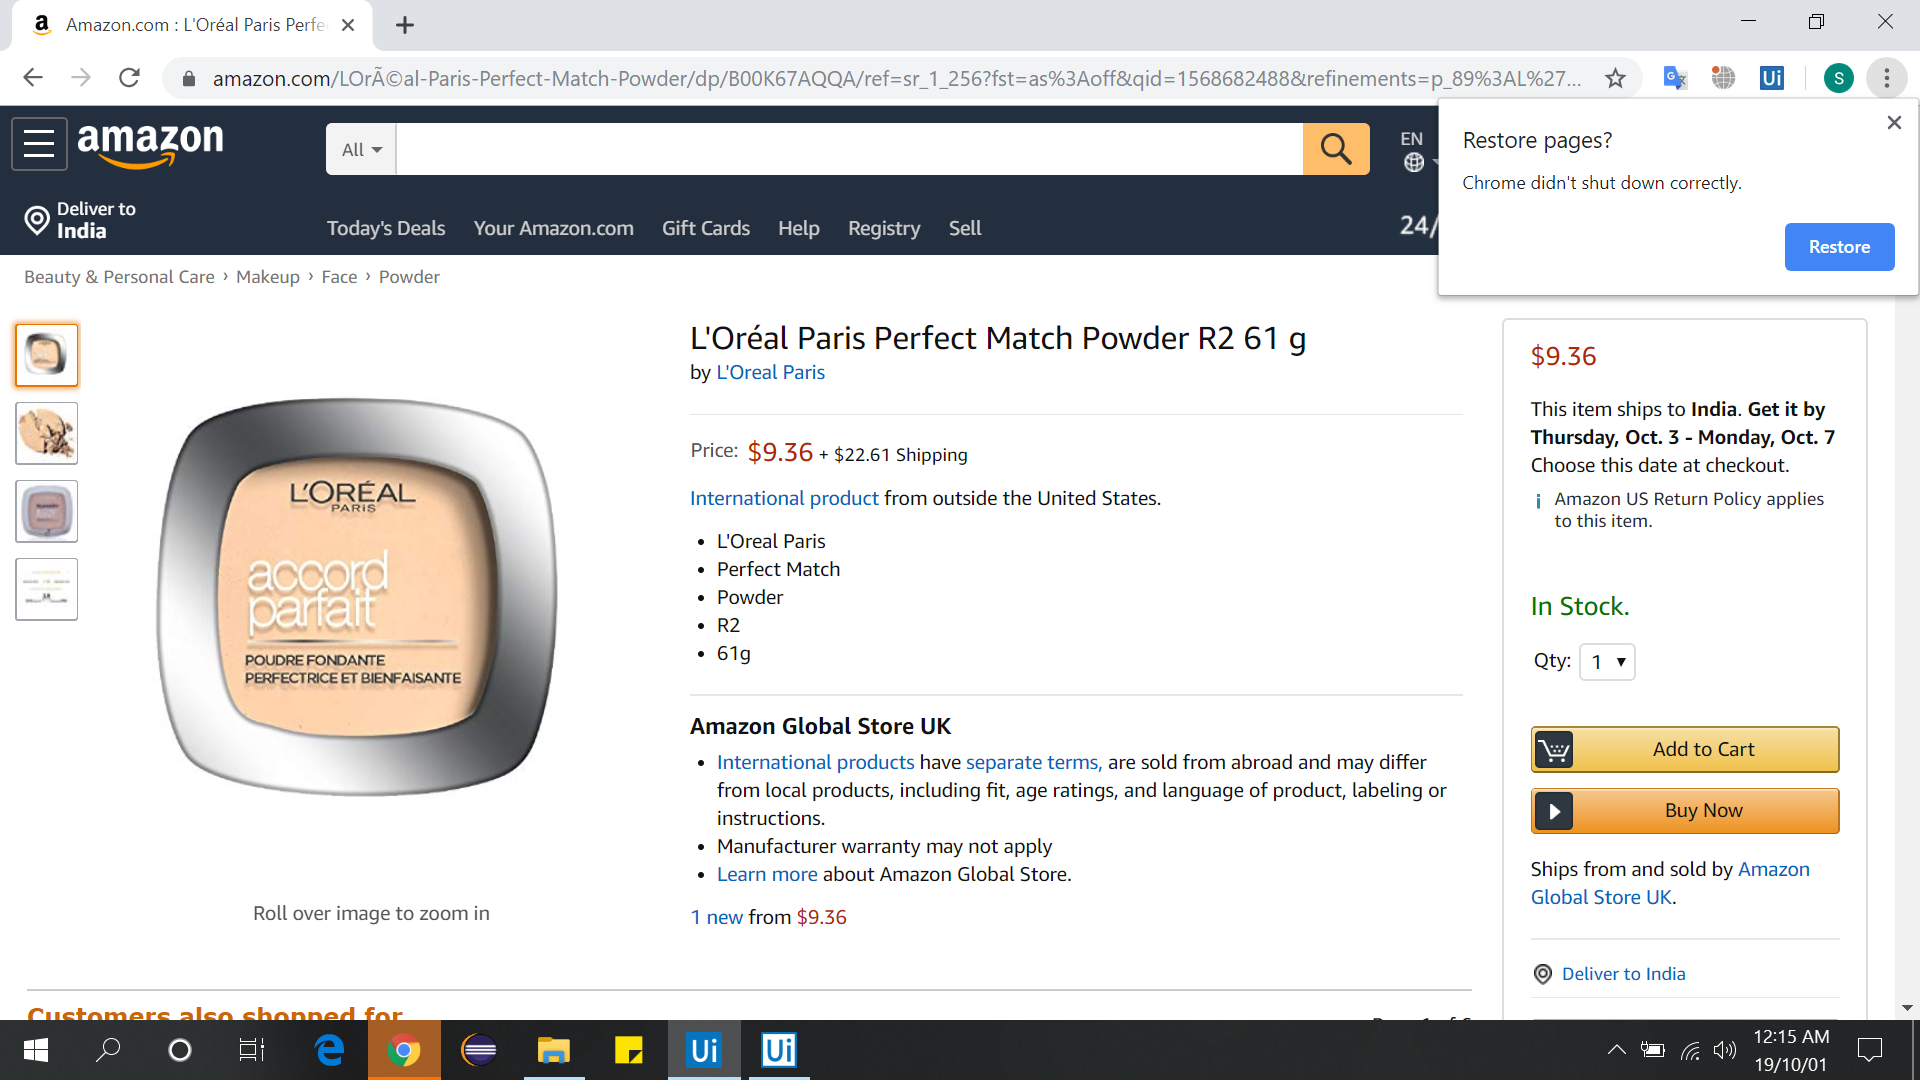 Amazon.com : L'Oréal Paris Perfe
amazon.com/LOrÃ©al-Paris-Perfect-Match-Powder/dp/B00K67AQQA/ref=sr_1_256?fst=as%3Aoff&qid=1568682488&refinements=p_89%3AL%27...
Ui
S
Restore pages?
Chrome didn't shut down correctly.
Restore
amazon
All
EN
Deliver to
India
Today's Deals
Your Amazon.com
Gift Cards
Help
Registry
Sell
24/
Beauty & Personal Care › Makeup › Face › Powder
L'ORÉAL
PARIS
accord
parfait
POUDRE FONDANTE
PERFECTRICE ET BIENFAISANTE
Roll over image to zoom in
L'Oréal Paris Perfect Match Powder R2 61 g
by L'Oreal Paris
Price: $9.36 + $22.61 Shipping
International product from outside the United States.
• L'Oreal Paris
• Perfect Match
• Powder
• R2
• 61g
Amazon Global Store UK
• International products have separate terms, are sold from abroad and may differ
from local products, including fit, age ratings, and language of product, labeling or
instructions.
• Manufacturer warranty may not apply
• Learn more about Amazon Global Store.
1 new from $9.36
$9.36
This item ships to India. Get it by
Thursday, Oct. 3 - Monday, Oct. 7
Choose this date at checkout.
i Amazon US Return Policy applies
to this item.
In Stock.
Qty: 1
Add to Cart
Buy Now
Ships from and sold by Amazon
Global Store UK.
Deliver to India
Customers also shopped for
Ui
Ui
12:15 AM
19/10/01